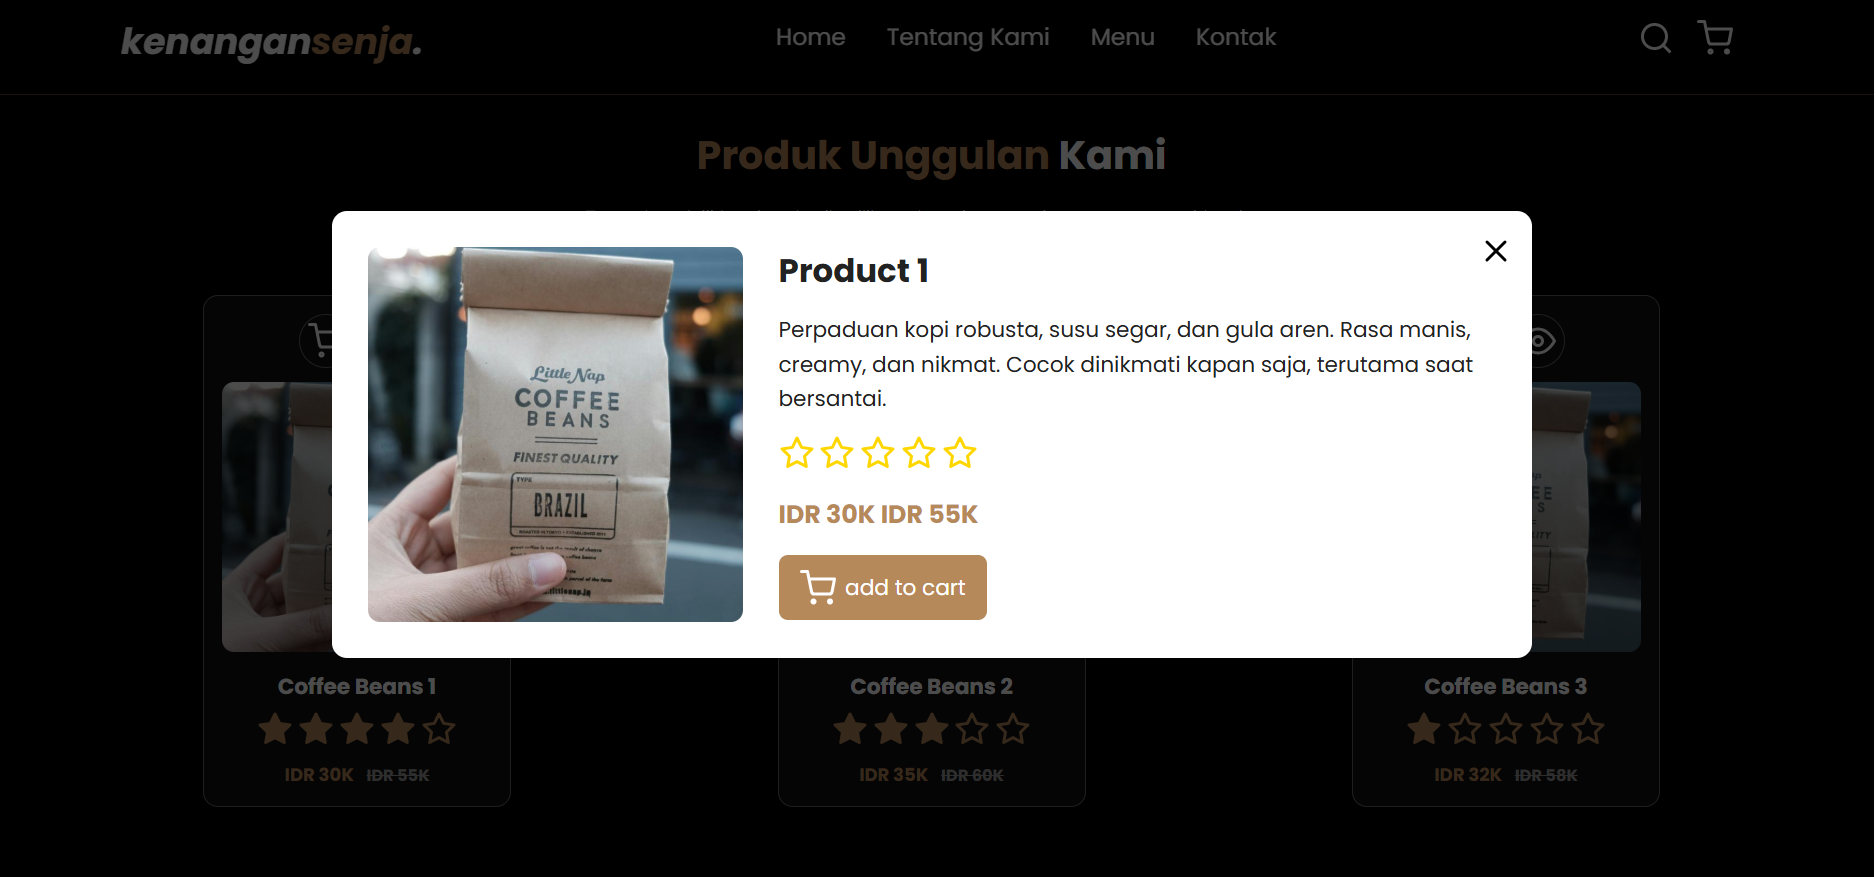 kenangansenja.
Home Tentang Kami Menu Kontak
Produk Unggulan Kami
Product 1
Perpaduan kopi robusta, susu segar, dan gula aren. Rasa manis,
creamy, dan nikmat. Cocok dinikmati kapan saja, terutama saat
bersantai.
IDR 30K IDR 55K
add to cart
Little Nap
COFFEE
BEANS
FINEST QUALITY
TYPE
BRAZIL
Coffee Beans 1
IDR 30K IDR 55K
Coffee Beans 2
IDR 35K IDR 60K
Coffee Beans 3
IDR 32K IDR 58K